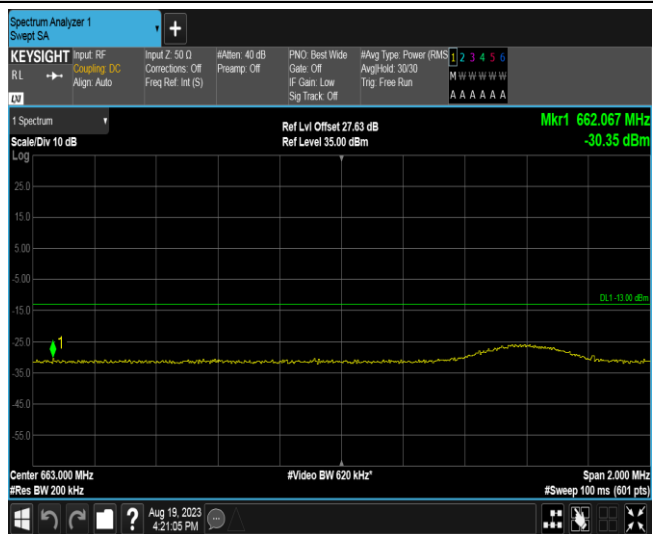 Spectrum Analyzer 1
Swept SA
+
KEYSIGHT
RL
Input: RF
Coupling: DC
Align: Auto
Input Z: 50 Ω
Corrections: Off
Freq Ref: Int (S)
#Atten: 40 dB
Preamp: Off
PNO: Best Wide
Gate: Off
IF Gain: Low
Sig Track: Off
#Avg Type: Power (RMS
Avg|Hold: 30/30
Trig: Free Run
1 2 3 4 5 6
M W W W W W
A A A A A A
LXI
1 Spectrum
Scale/Div 10 dB
Log
Ref Lvl Offset 27.63 dB
Ref Level 35.00 dBm
Mkr1 662.067 MHz
-30.35 dBm
25.0
15.0
5.00
-5.00
DL1 -13.00 dBm
-15.0
-25.0
1
-35.0
-45.0
-55.0
Center 663.000 MHz
#Video BW 620 kHz*
Span 2.000 MHz
#Res BW 200 kHz
#Sweep 100 ms (601 pts)
?
Aug 19, 2023
4:21:05 PM